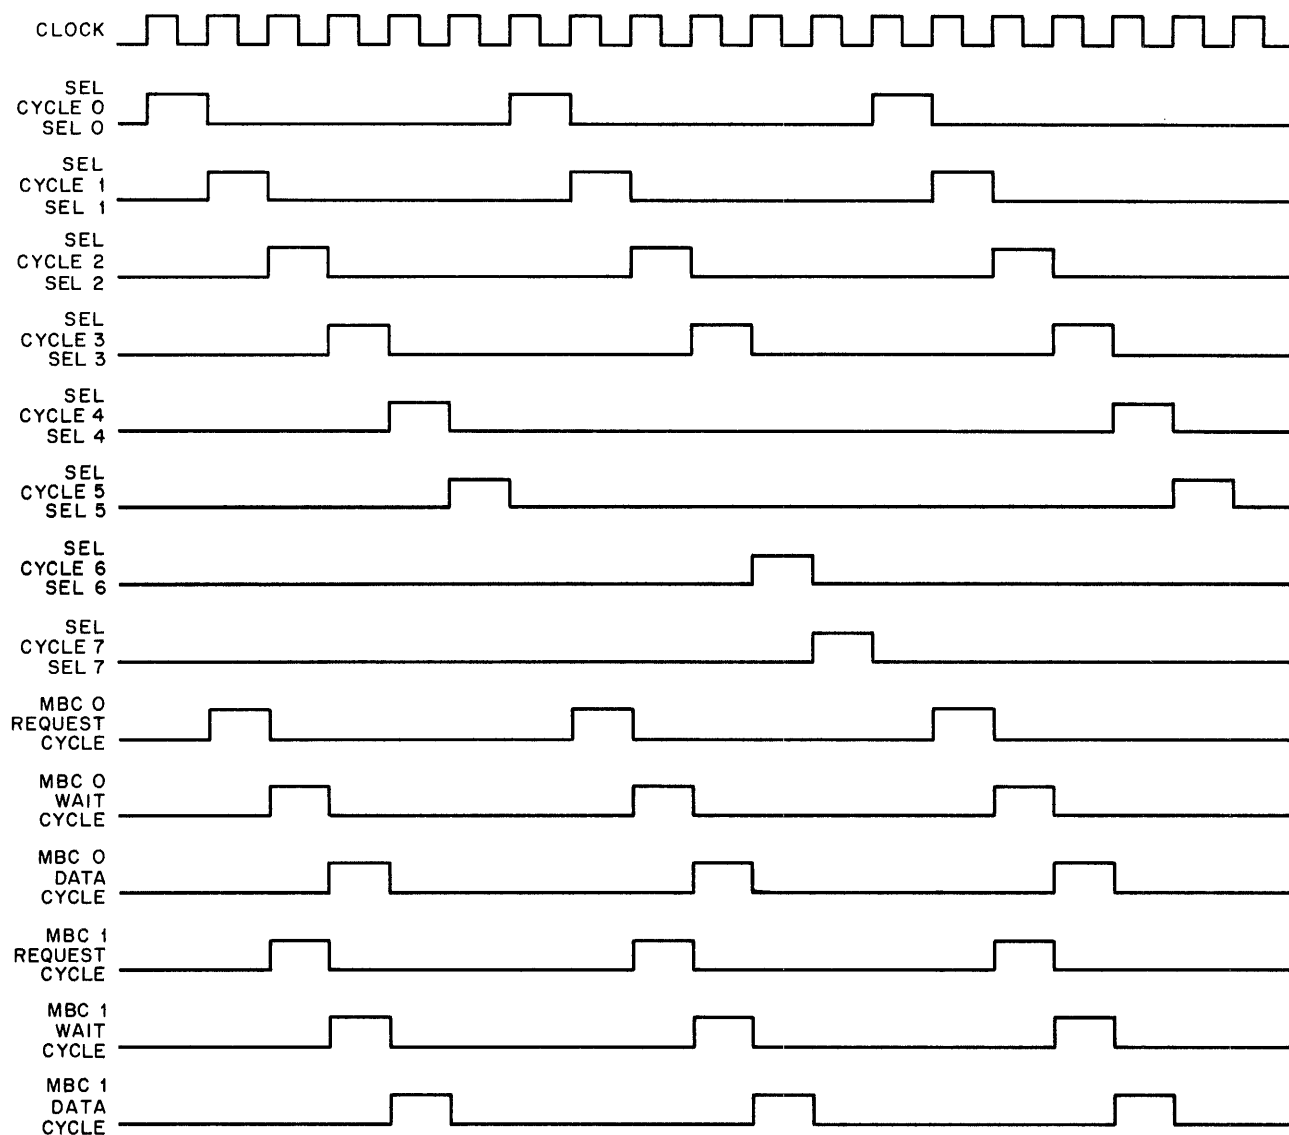 CLOCK
SEL
CYCLE 0
SEL 0
SEL
CYCLE 1
SEL 1
SEL
CYCLE 2
SEL 2
SEL
CYCLE 3
SEL 3
SEL
CYCLE 4
SEL 4
SEL
CYCLE 5
SEL 5
SEL
CYCLE 6
SEL 6
SEL
CYCLE 7
SEL 7
MBC 0
REQUEST
CYCLE
MBC 0
WAIT
CYCLE
MBC 0
DATA
CYCLE
MBC 1
REQUEST
CYCLE
MBC 1
WAIT
CYCLE
MBC 1
DATA
CYCLE